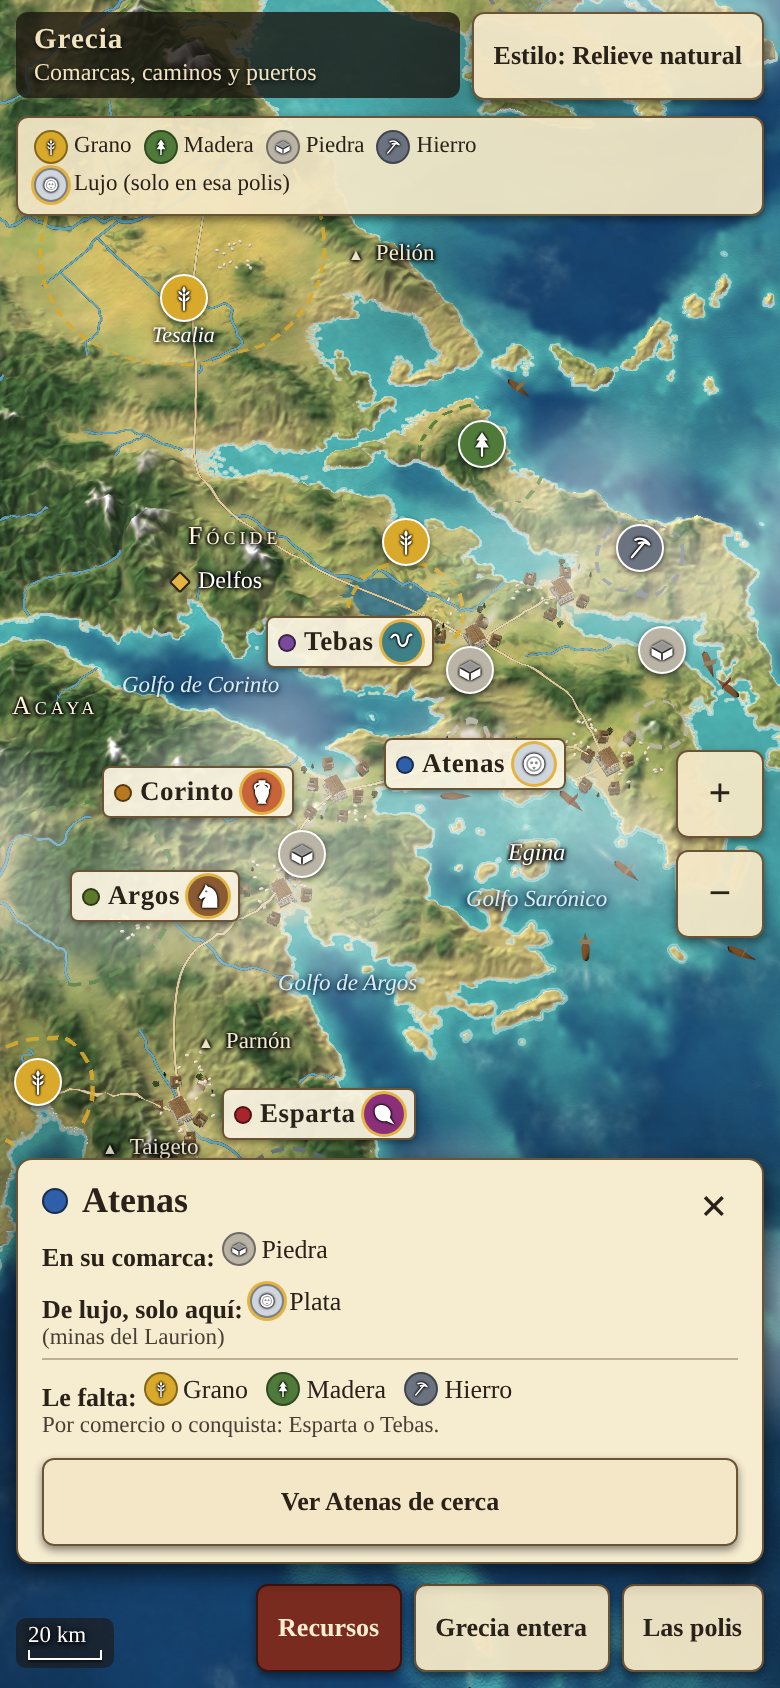 Grecia
Comarcas, caminos y puertos
Estilo: Relieve natural
Grano Madera Piedra Hierro
Lujo (solo en esa polis)
▲ Pelión
Tesalia
FÓCIDE
Delfos
Tebas
Golfo de Corinto
ACAYA
Atenas
Corinto
+
Egina
−
Argos
Golfo Sarónico
Golfo de Argos
▲ Parnón
Esparta
▲ Taigeto
Atenas
✕
En su comarca: Piedra
De lujo, solo aquí: Plata
(minas del Laurion)
Le falta: Grano Madera Hierro
Por comercio o conquista: Esparta o Tebas.
Ver Atenas de cerca
20 km
Recursos
Grecia entera
Las polis